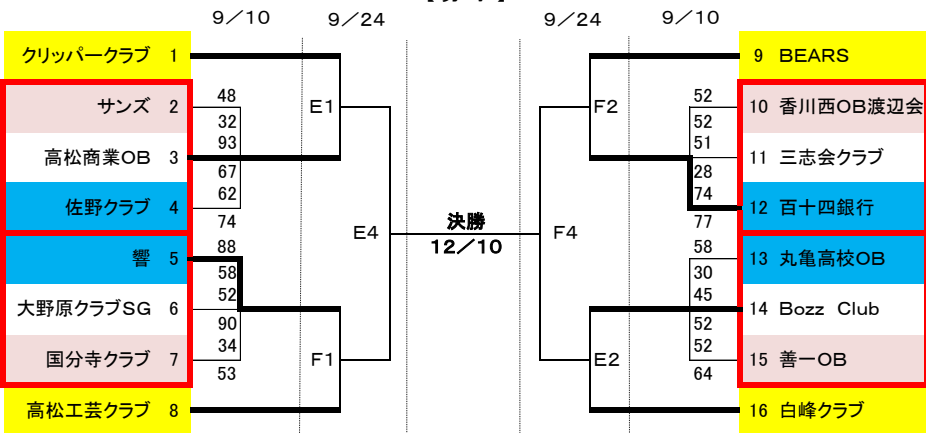 9／10 9／24 9／24 9／10
クリッパークラブ 1 9 BEARS
サンズ 2 48 E1 F2 52 10 香川西OB渡辺会
32 52
93 51
高松商業OB 3 11 三志会クラブ
67 28
62 74
佐野クラブ 4 12 百十四銀行
74 77
決勝
E4 F4
12／10
88 58
響 5 13 丸亀高校OB
58 30
52 45
大野原クラブSG 6 14 Bozz Club
90 52
34 52
国分寺クラブ 7 F1 E2 15 善一OB
53 64
高松工芸クラブ 8 16 白峰クラブ